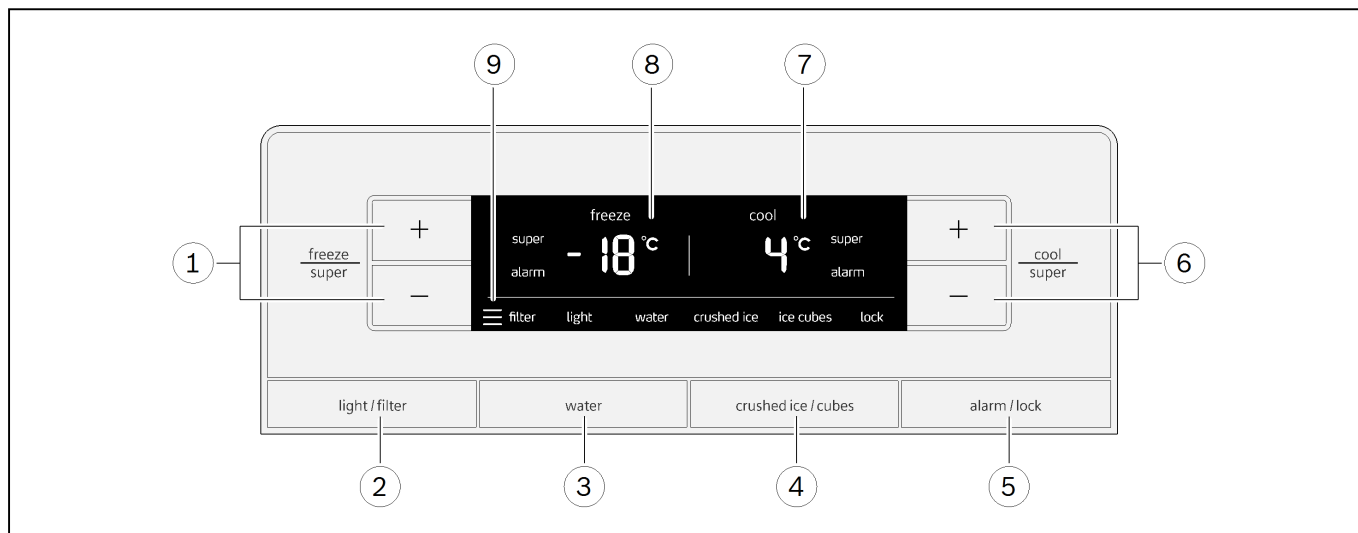 9 8 7
freeze cool
+ super -18 °C 4 °C super +
1 freeze cool 6
super super
- alarm alarm -
filter light water crushed ice ice cubes lock
light / filter water crushed ice / cubes alarm / lock
2 3 4 5